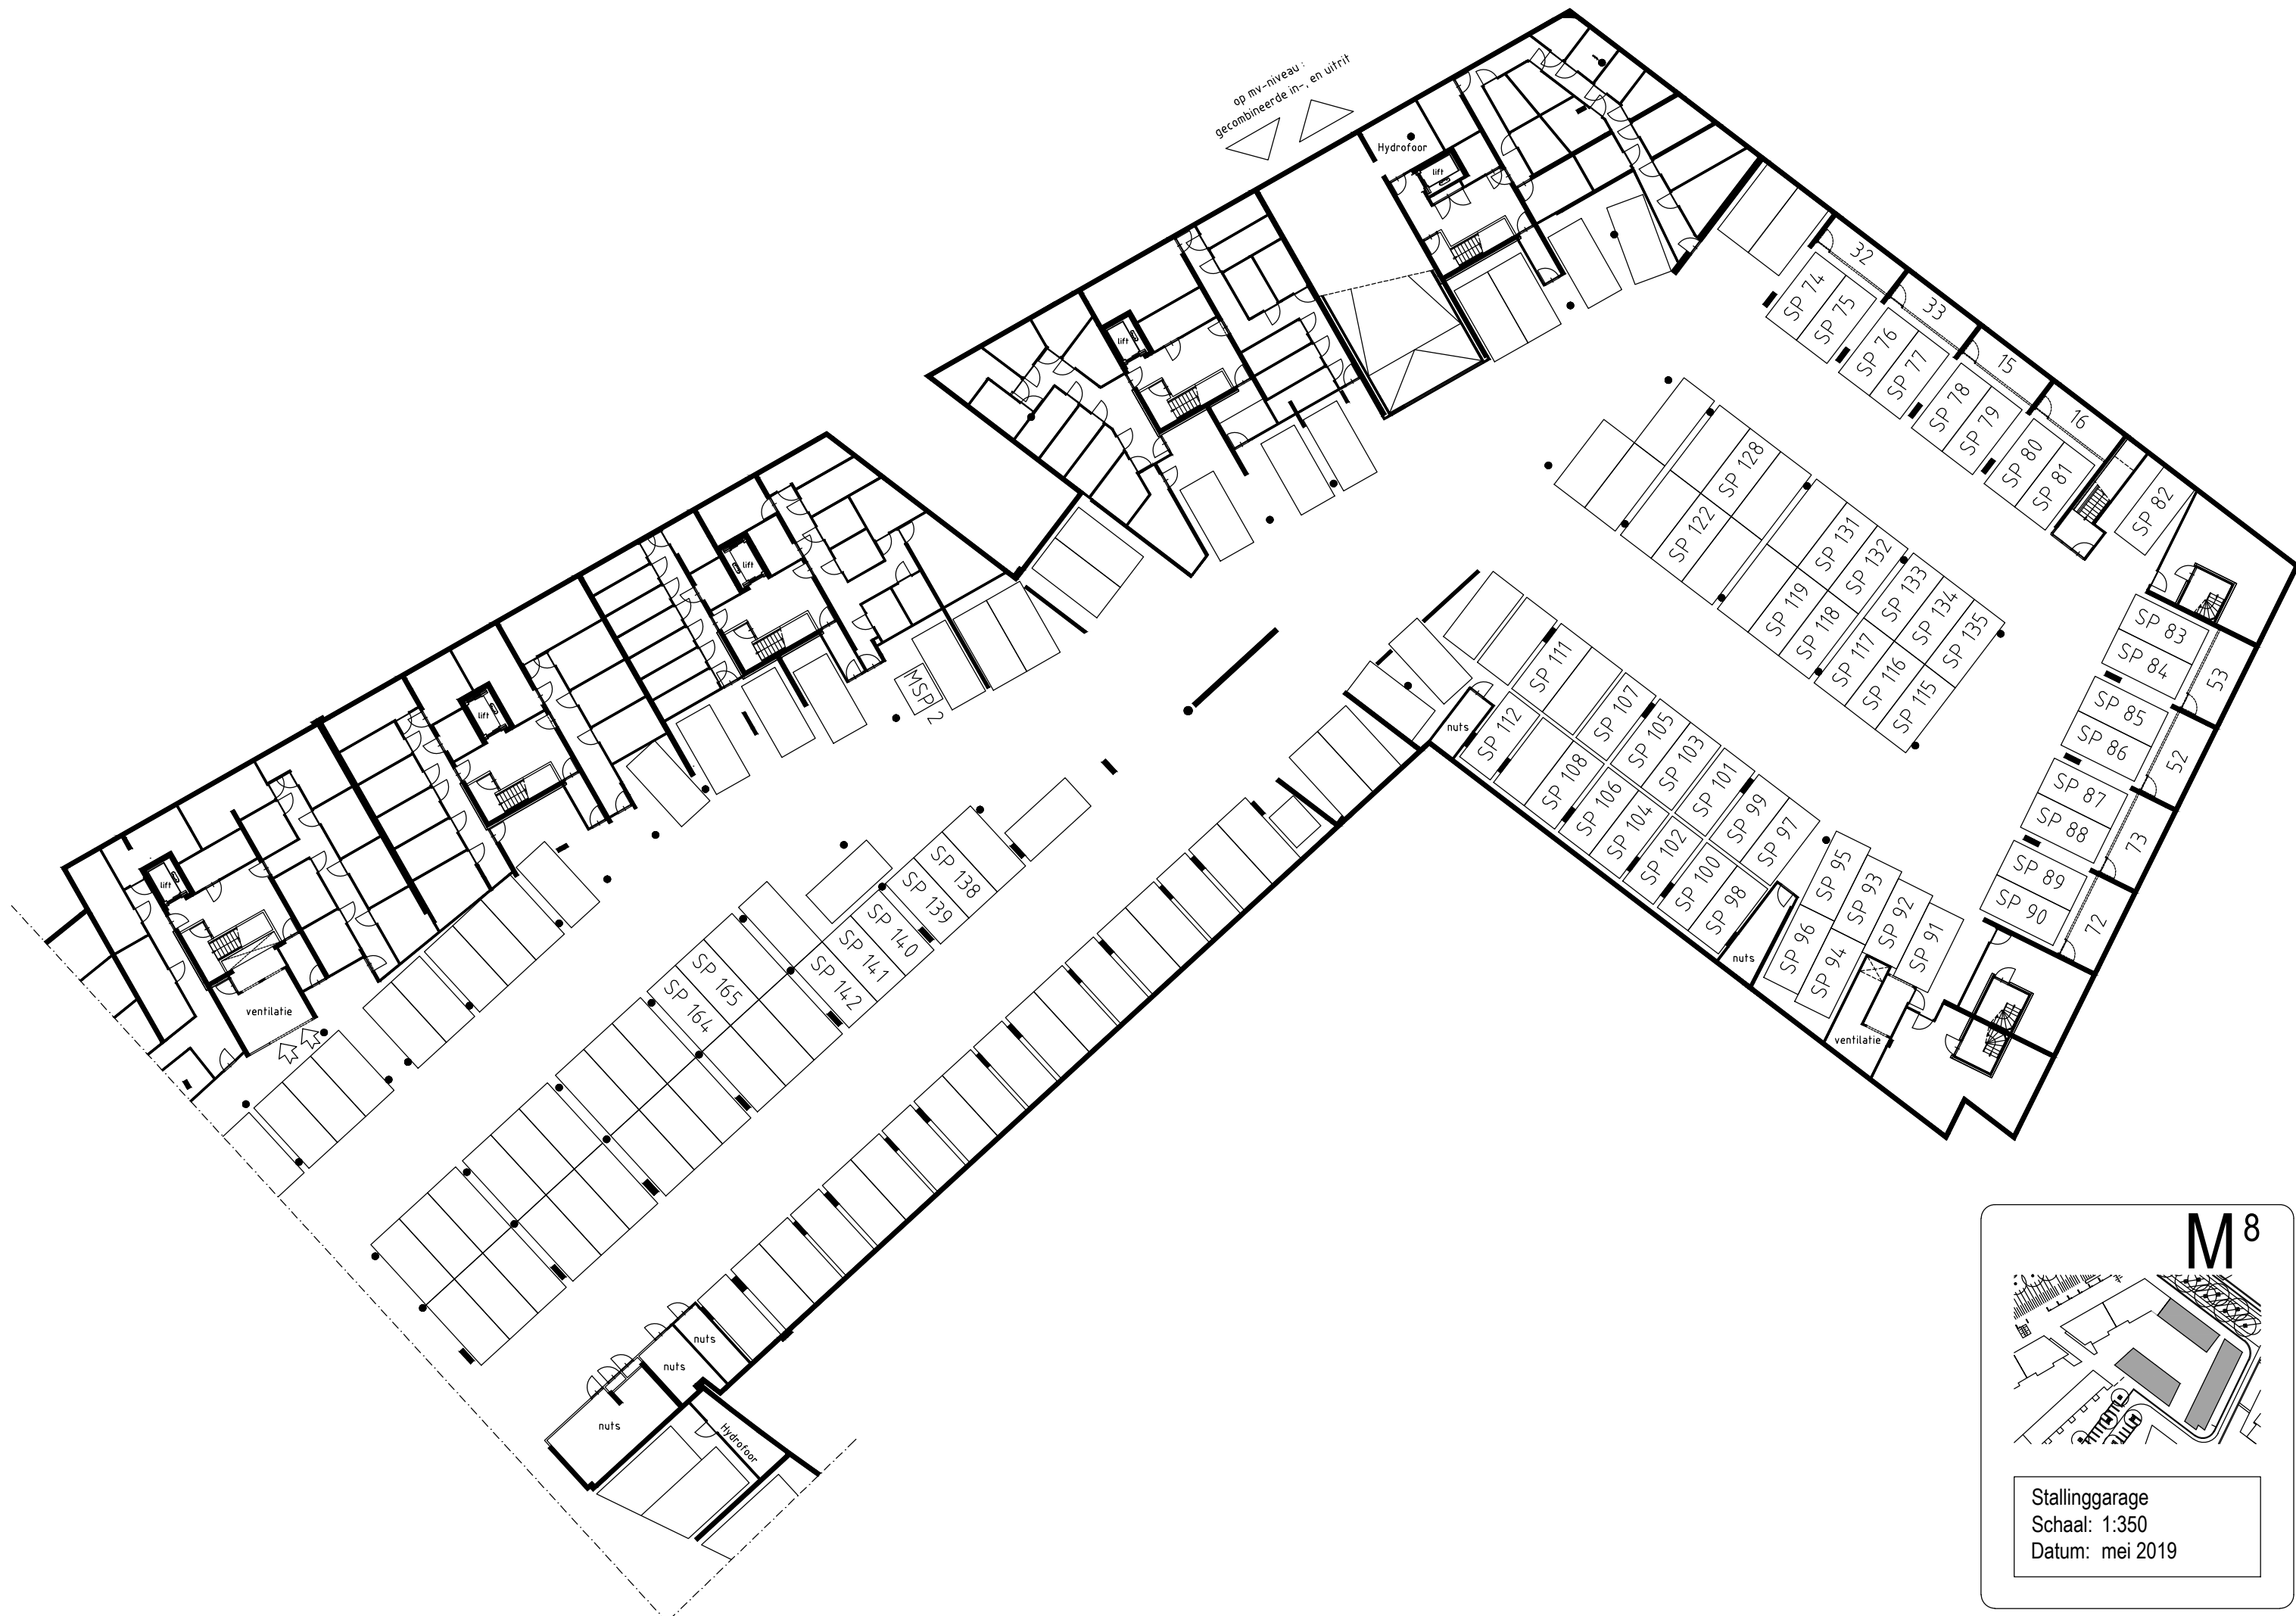 op mv-niveau :
gecombineerde in-, en uitrit
Hydrofoor
lift
32
33
15
16
SP 74
SP 75
SP 76
SP 77
SP 78
SP 79
SP 80
SP 81
SP 82
lift
SP 128
SP 122
SP 131
SP 132
SP 133
SP 134
SP 135
SP 119
SP 118
SP 117
SP 116
SP 115
SP 83
SP 84
53
SP 85
SP 86
52
SP 87
SP 88
73
SP 89
SP 90
72
lift
MSP 2
lift
nuts
SP 111
SP 112
SP 107
SP 105
SP 103
SP 101
SP 99
SP 97
SP 108
SP 106
SP 104
SP 102
SP 100
SP 98
nuts
SP 95
SP 93
SP 92
SP 91
SP 96
SP 94
ventilatie
lift
ventilatie
SP 138
SP 139
SP 140
SP 141
SP 142
SP 165
SP 164
nuts
nuts
nuts
Hydrofoor
M8
Stallinggarage
Schaal: 1:350
Datum: mei 2019